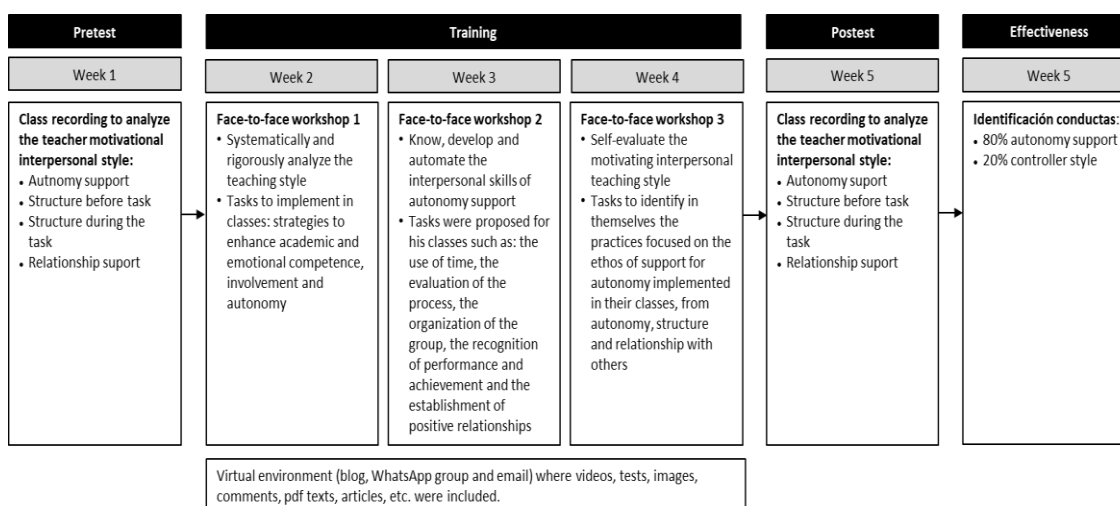 Pretest
Training
Postest
Effectiveness
Week 1
Week 2
Week 3
Week 4
Week 5
Week 5
Class recording to analyze
the teacher motivational
interpersonal style:
• Autnomy support
• Structure before task
• Structure during the
task
• Relationship suport
Face-to-face workshop 1
• Systematically and
rigorously analyze the
teaching style
• Tasks to implement in
classes: strategies to
enhance academic and
emotional competence,
involvement and
autonomy
Face-to-face workshop 2
• Know, develop and
automate the
interpersonal skills of
autonomy support
• Tasks were proposed for
his classes such as: the
use of time, the
evaluation of the
process, the
organization of the
group, the recognition
of performance and
achievement and the
establishment of
positive relationships
Face-to-face workshop 3
• Self-evaluate the
motivating interpersonal
teaching style
• Tasks to identify in
themselves the
practices focused on the
ethos of support for
autonomy implemented
in their classes, from
autonomy, structure
and relationship with
others
Class recording to analyze
the teacher motivational
interpersonal style:
• Autonomy suport
• Structure before task
• Structure during the
task
• Relationship suport
Identificación conductas:
• 80% autonomy support
• 20% controller style
Virtual environment (blog, WhatsApp group and email) where videos, tests, images,
comments, pdf texts, articles, etc. were included.